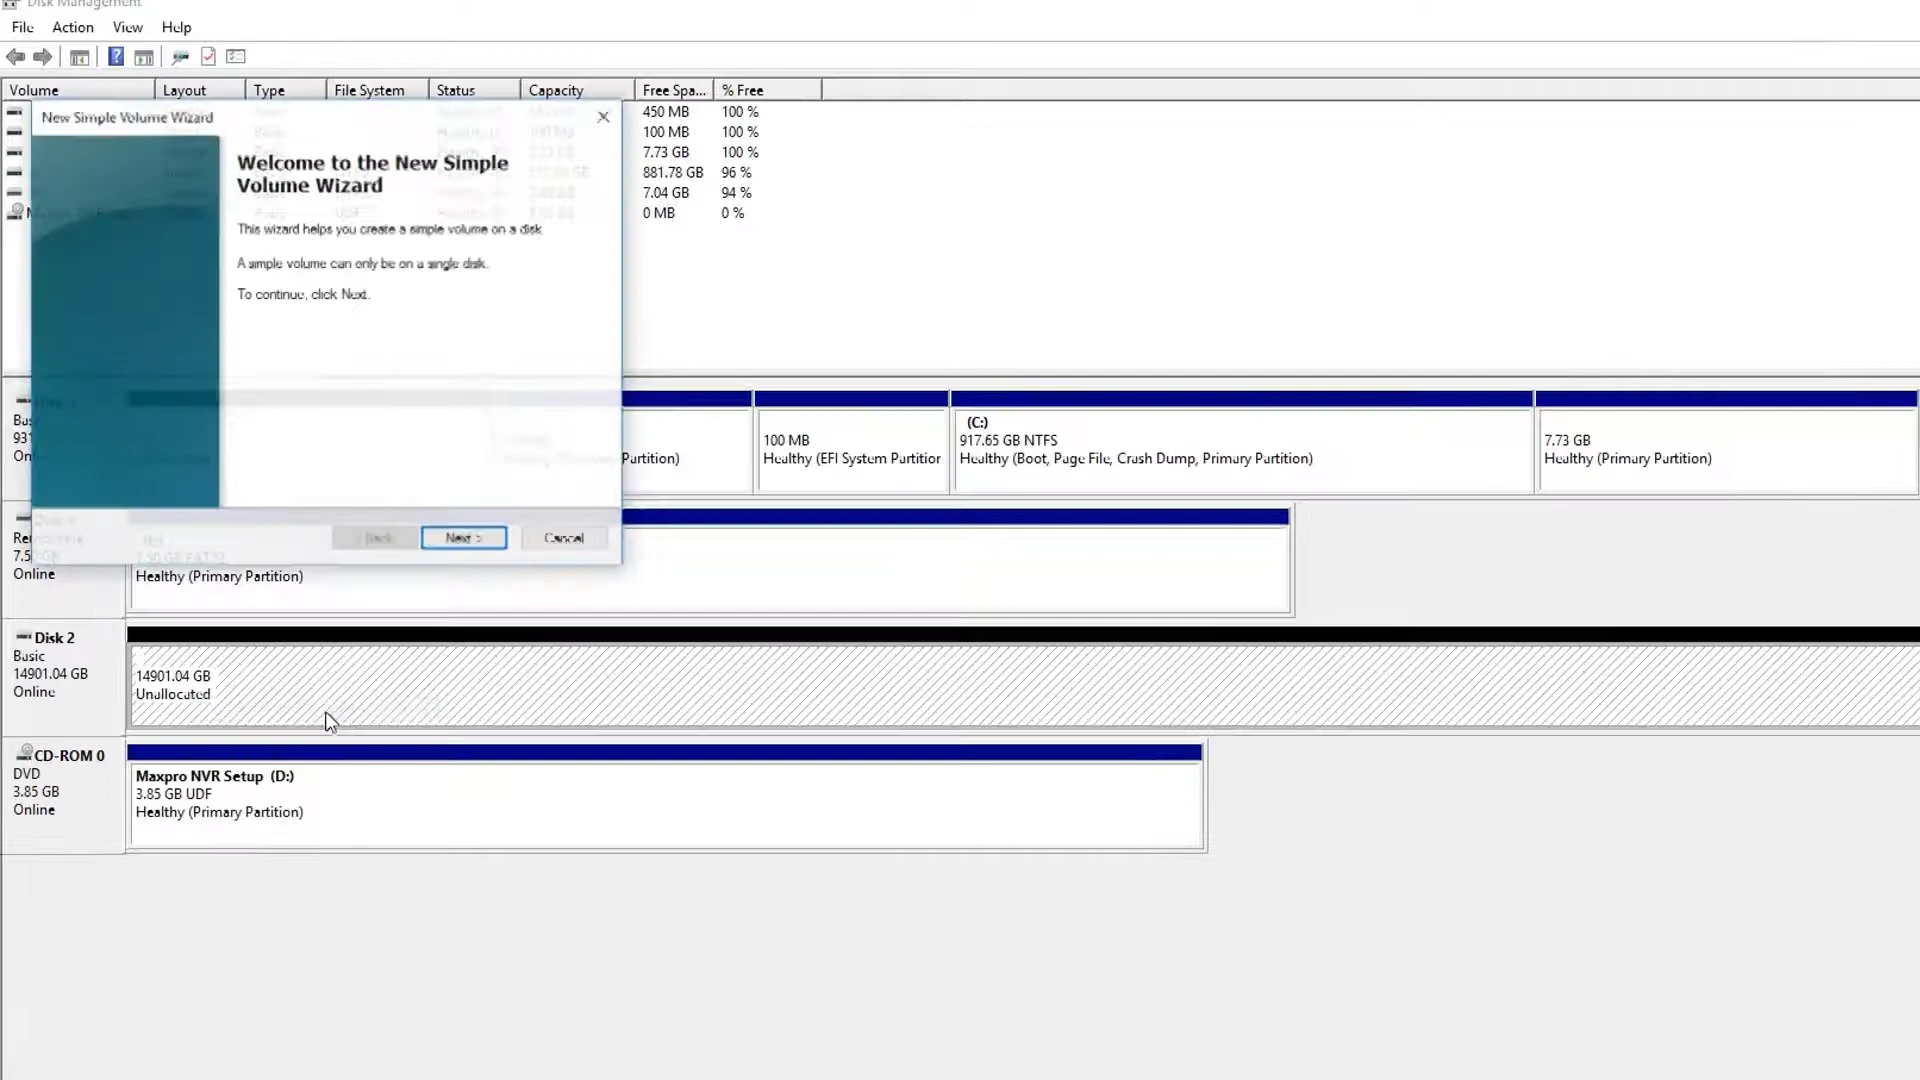 Disk Management
File Action View Help
Volume Layout Type File System Status Capacity Free Spa... % Free
450 MB 100 %
100 MB 100 %
7.73 GB 100 %
881.78 GB 96 %
7.04 GB 94 %
0 MB 0 %
New Simple Volume Wizard
Welcome to the New Simple
Volume Wizard
This wizard helps you create a simple volume on a disk.
A simple volume can only be on a single disk.
To continue, click Next.
< Back Next > Cancel
Partition)
100 MB
Healthy (EFI System Partition
(C:)
917.65 GB NTFS
Healthy (Boot, Page File, Crash Dump, Primary Partition)
7.73 GB
Healthy (Primary Partition)
Online
Healthy (Primary Partition)
Disk 2
Basic
14901.04 GB
Online
14901.04 GB
Unallocated
CD-ROM 0
DVD
3.85 GB
Online
Maxpro NVR Setup (D:)
3.85 GB UDF
Healthy (Primary Partition)